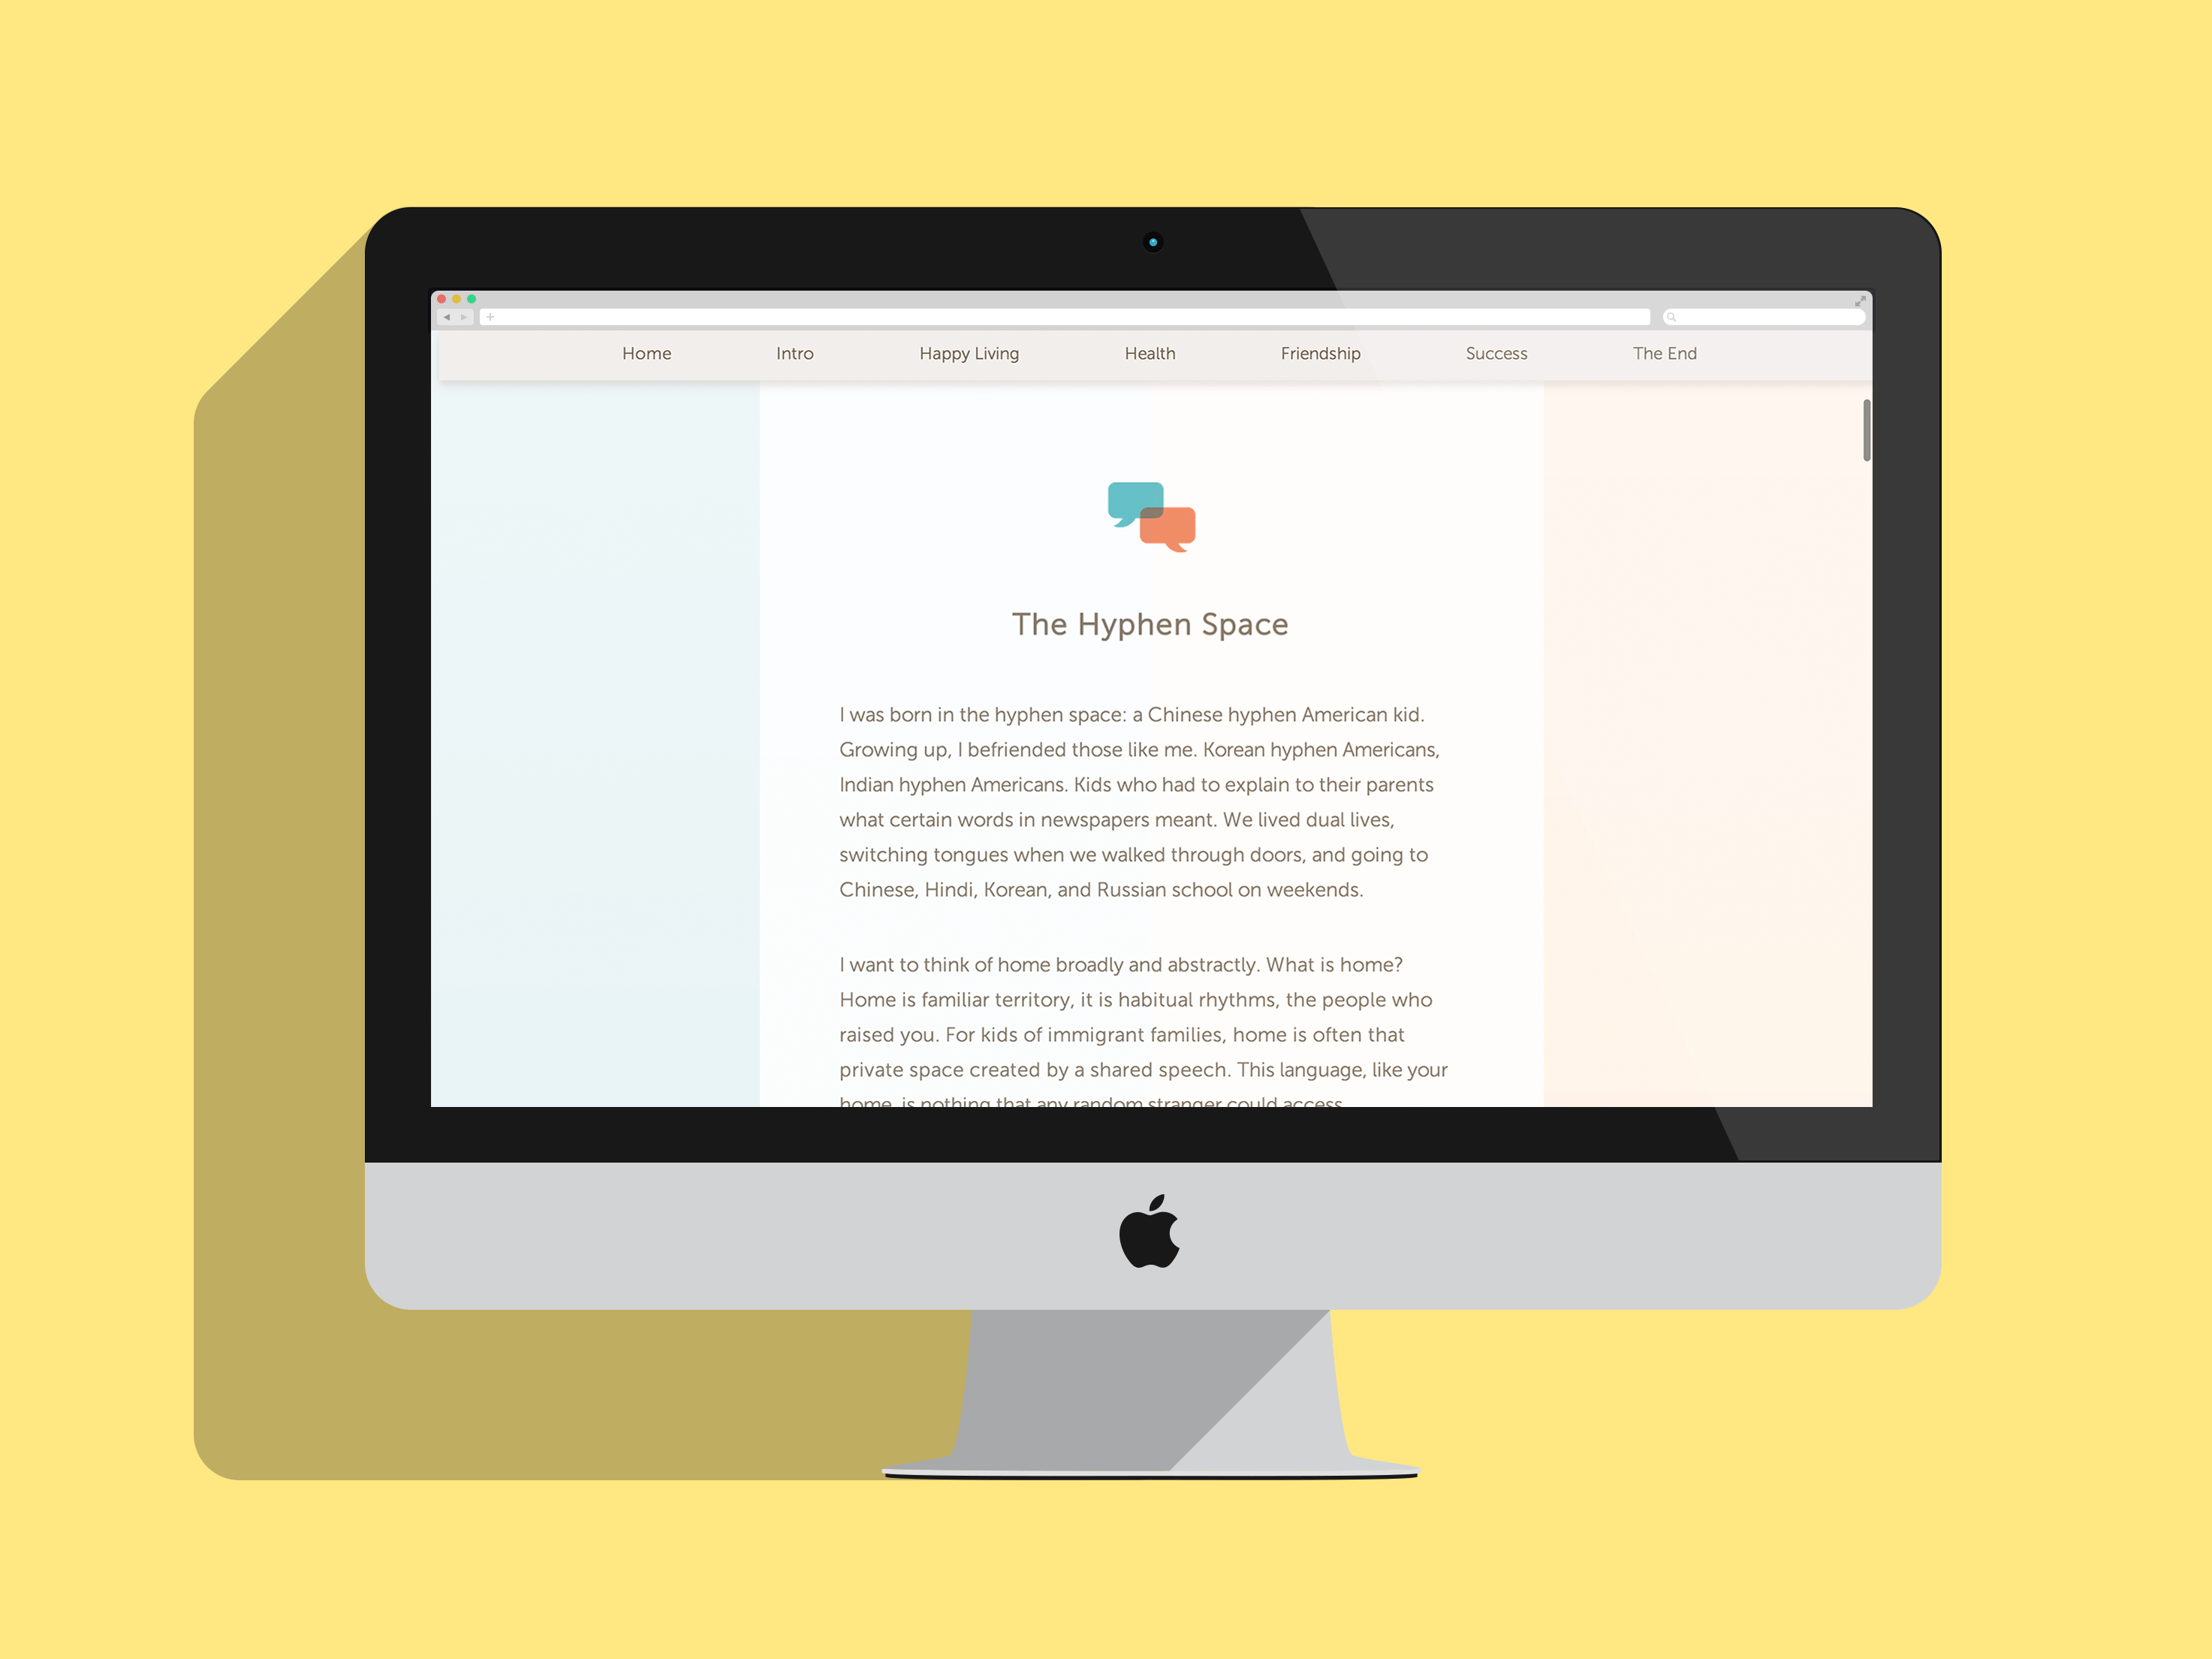 Home Intro Happy Living Health Friendship Success The End
The Hyphen Space
I was born in the hyphen space: a Chinese hyphen American kid.
Growing up, I befriended those like me. Korean hyphen Americans,
Indian hyphen Americans. Kids who had to explain to their parents
what certain words in newspapers meant. We lived dual lives,
switching tongues when we walked through doors, and going to
Chinese, Hindi, Korean, and Russian school on weekends.
I want to think of home broadly and abstractly. What is home?
Home is familiar territory, it is habitual rhythms, the people who
raised you. For kids of immigrant families, home is often that
private space created by a shared speech. This language, like your
home, is nothing that any random stranger could access.